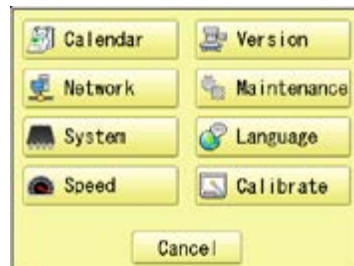 Calendar Version
Network Maintenance
System Language
Speed Calibrate
Cancel